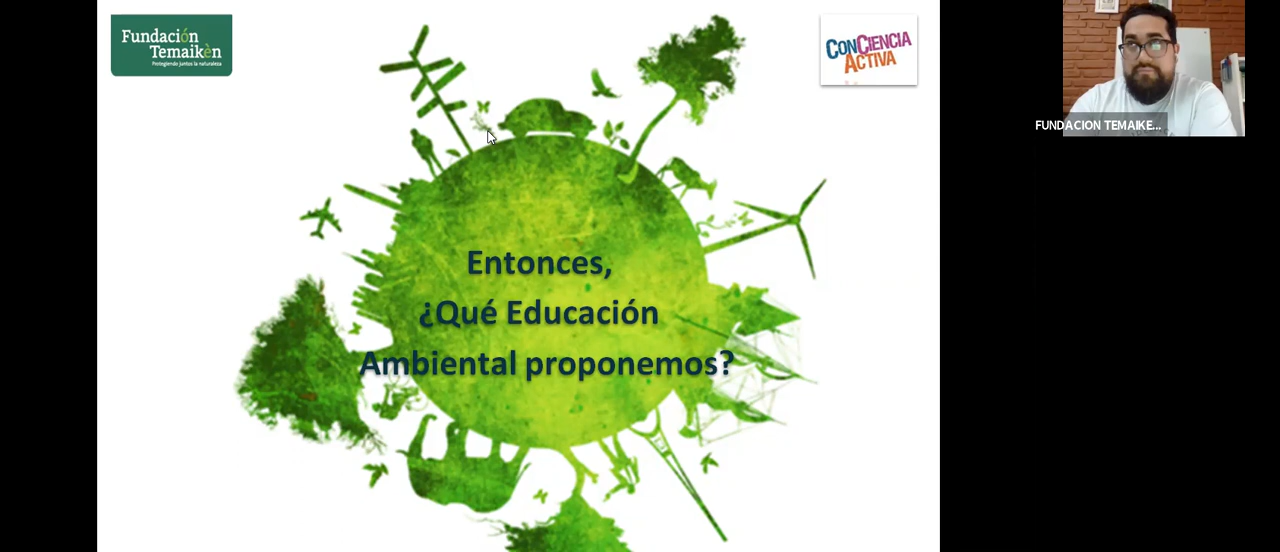 Fundación
Temaikèn
Protegiendo juntos la naturaleza
CONCIENCIA
ACTIVA
FUNDACION TEMAIKE...
Entonces,
¿Qué Educación
Ambiental proponemos?